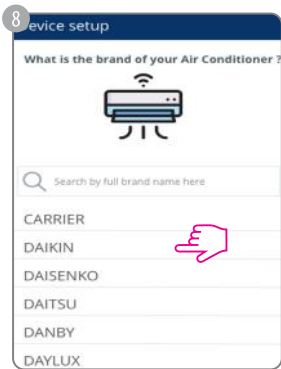 8
evice setup
What is the brand of your Air Conditioner ?
Search by full brand name here
CARRIER
DAIKIN
DAISENKO
DAITSU
DANBY
DAYLUX